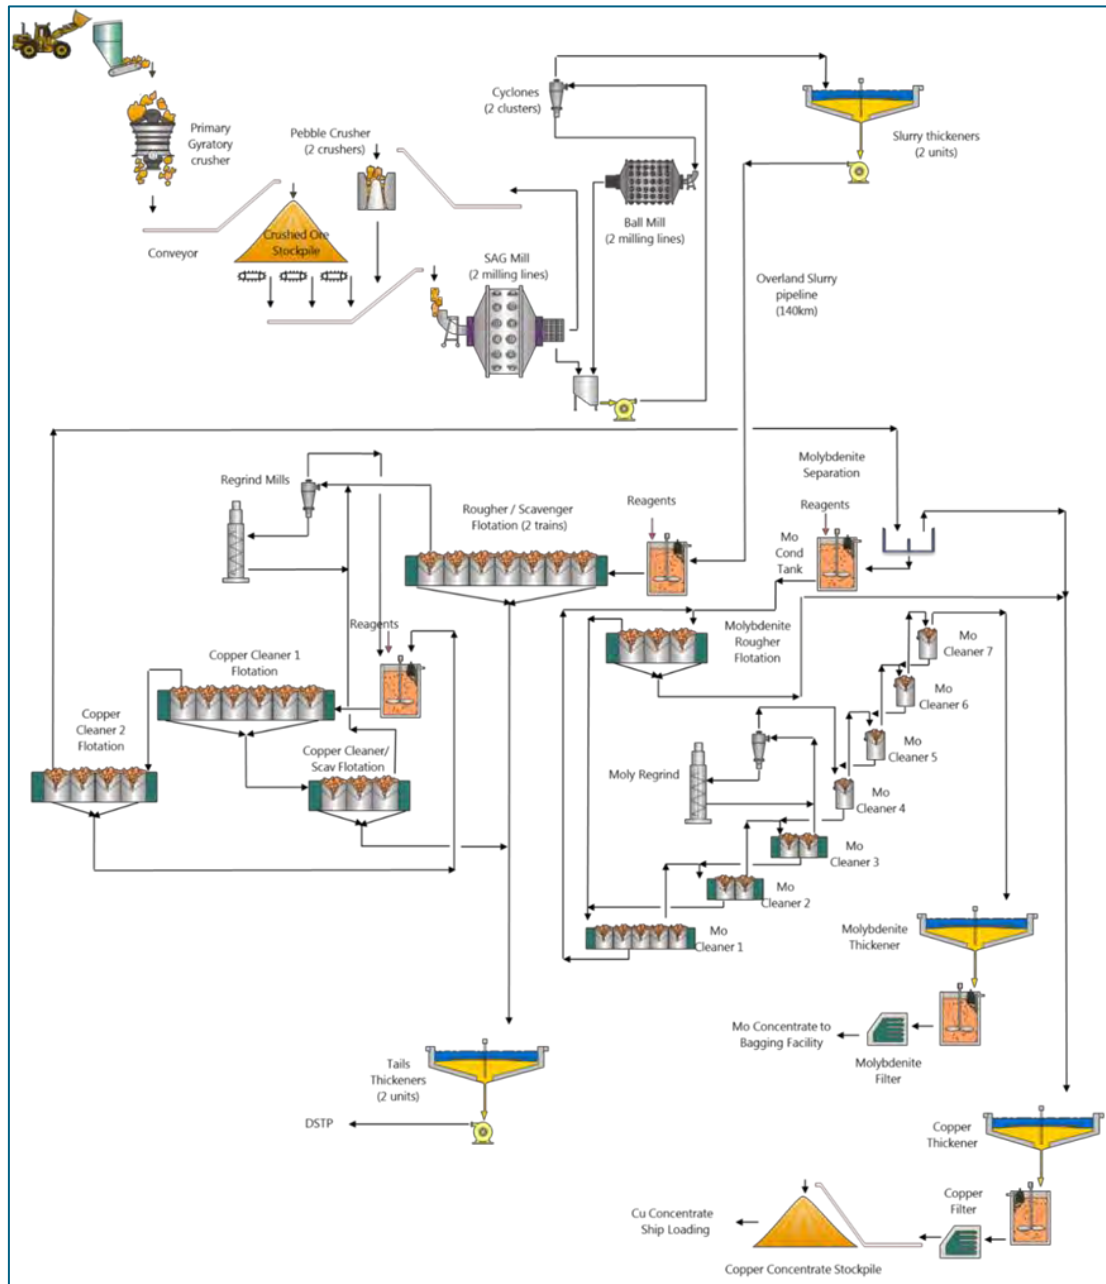 Primary
Gyratory
crusher
Conveyor
Crushed Ore
Stockpile
Pebble Crusher
(2 crushers)
Cyclones
(2 clusters)
SAG Mill
(2 milling lines)
Ball Mill
(2 milling lines)
Slurry thickeners
(2 units)
Overland Slurry
pipeline
(140km)
Regrind Mills
Rougher / Scavenger
Flotation (2 trains)
Reagents
Molybdenite
Separation
Reagents
Mo
Cond
Tank
Reagents
Copper Cleaner 1
Flotation
Copper
Cleaner 2
Flotation
Copper Cleaner/
Scav Flotation
Molybdenite
Rougher
Flotation
Mo
Cleaner 7
Mo
Cleaner 6
Mo
Cleaner 5
Mo
Cleaner 4
Moly Regrind
Mo
Cleaner 3
Mo
Cleaner 2
Mo
Cleaner 1
Molybdenite
Thickener
Mo Concentrate to
Bagging Facility
Molybdenite
Filter
Tails
Thickeners
(2 units)
DSTP
Copper
Thickener
Copper
Filter
Cu Concentrate
Ship Loading
Copper Concentrate Stockpile